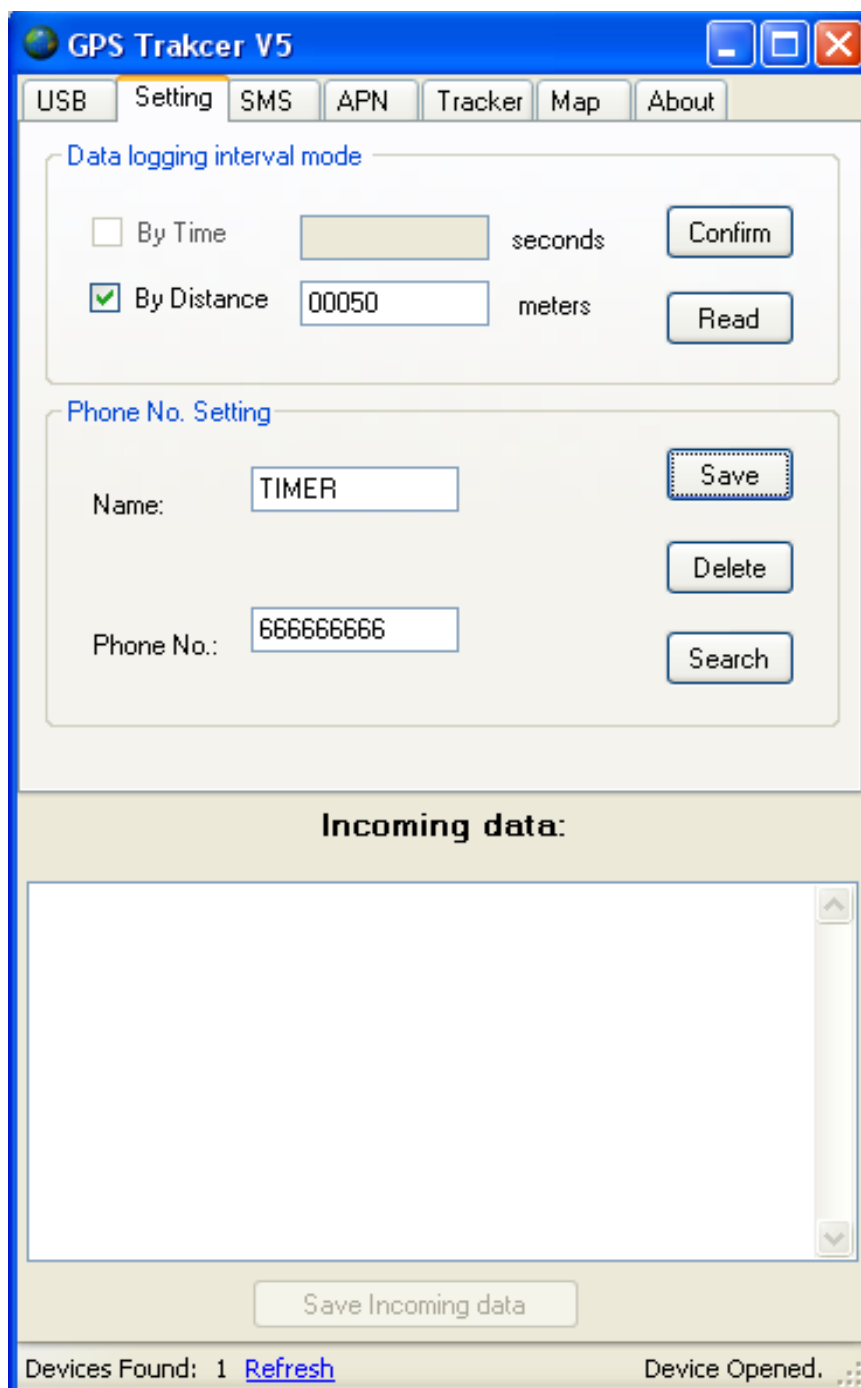 GPS Trakcer V5
USB Setting SMS APN Tracker Map About
Data logging interval mode
By Time seconds Confirm
By Distance 00050 meters Read
Phone No. Setting
Name: TIMER Save
Delete
Phone No.: 666666666 Search
Incoming data:
Save Incoming data
Devices Found: 1 Refresh Device Opened.